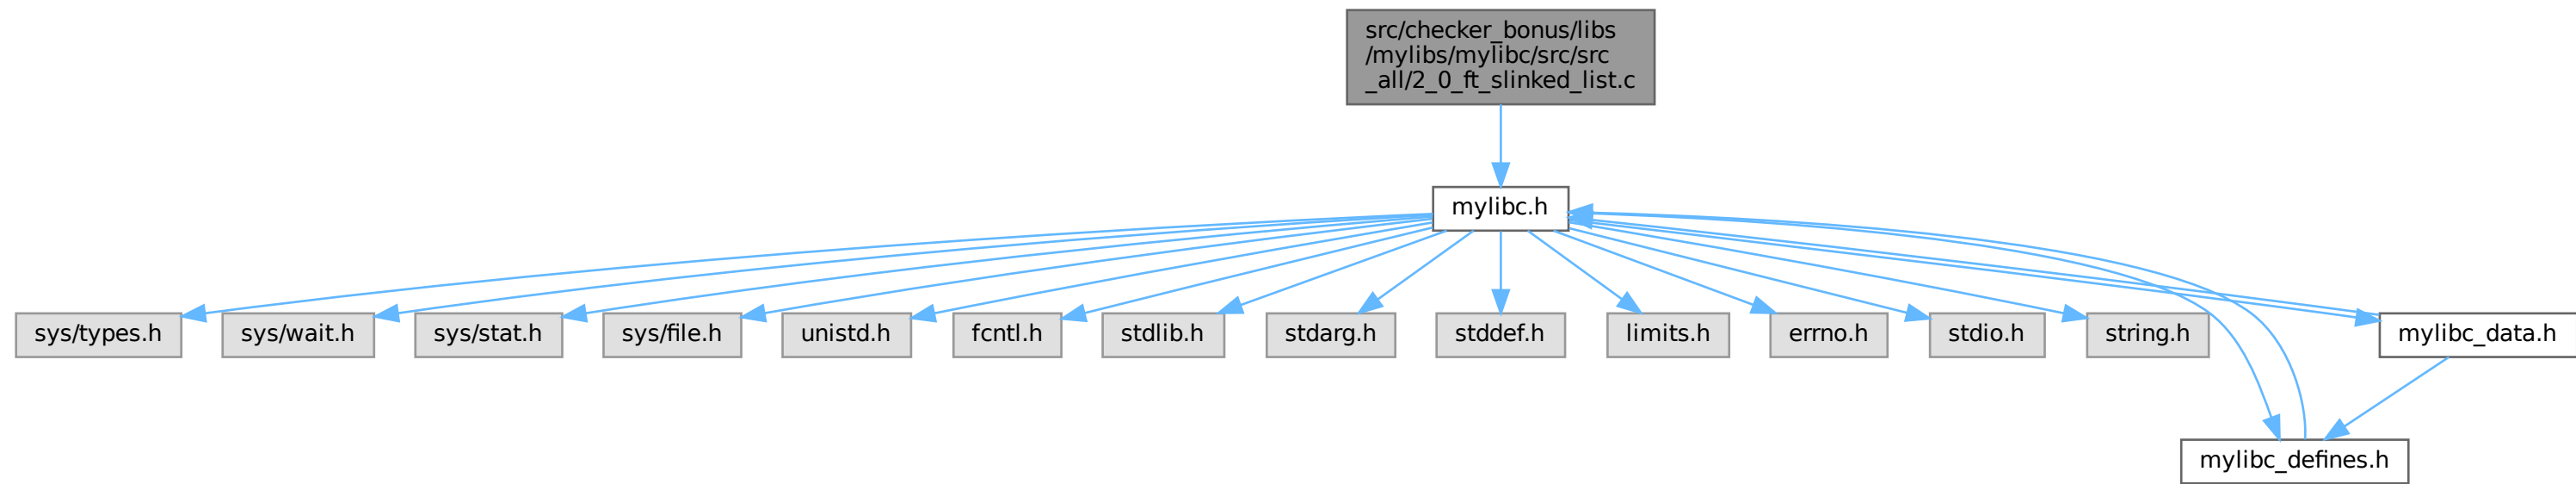 src/checker_bonus/libs
/mylibs/mylibc/src/src
_all/2_0_ft_slinked_list.c
mylibc.h
sys/types.h
sys/wait.h
sys/stat.h
sys/file.h
unistd.h
fcntl.h
stdlib.h
stdarg.h
stddef.h
limits.h
errno.h
stdio.h
string.h
mylibc_data.h
mylibc_defines.h